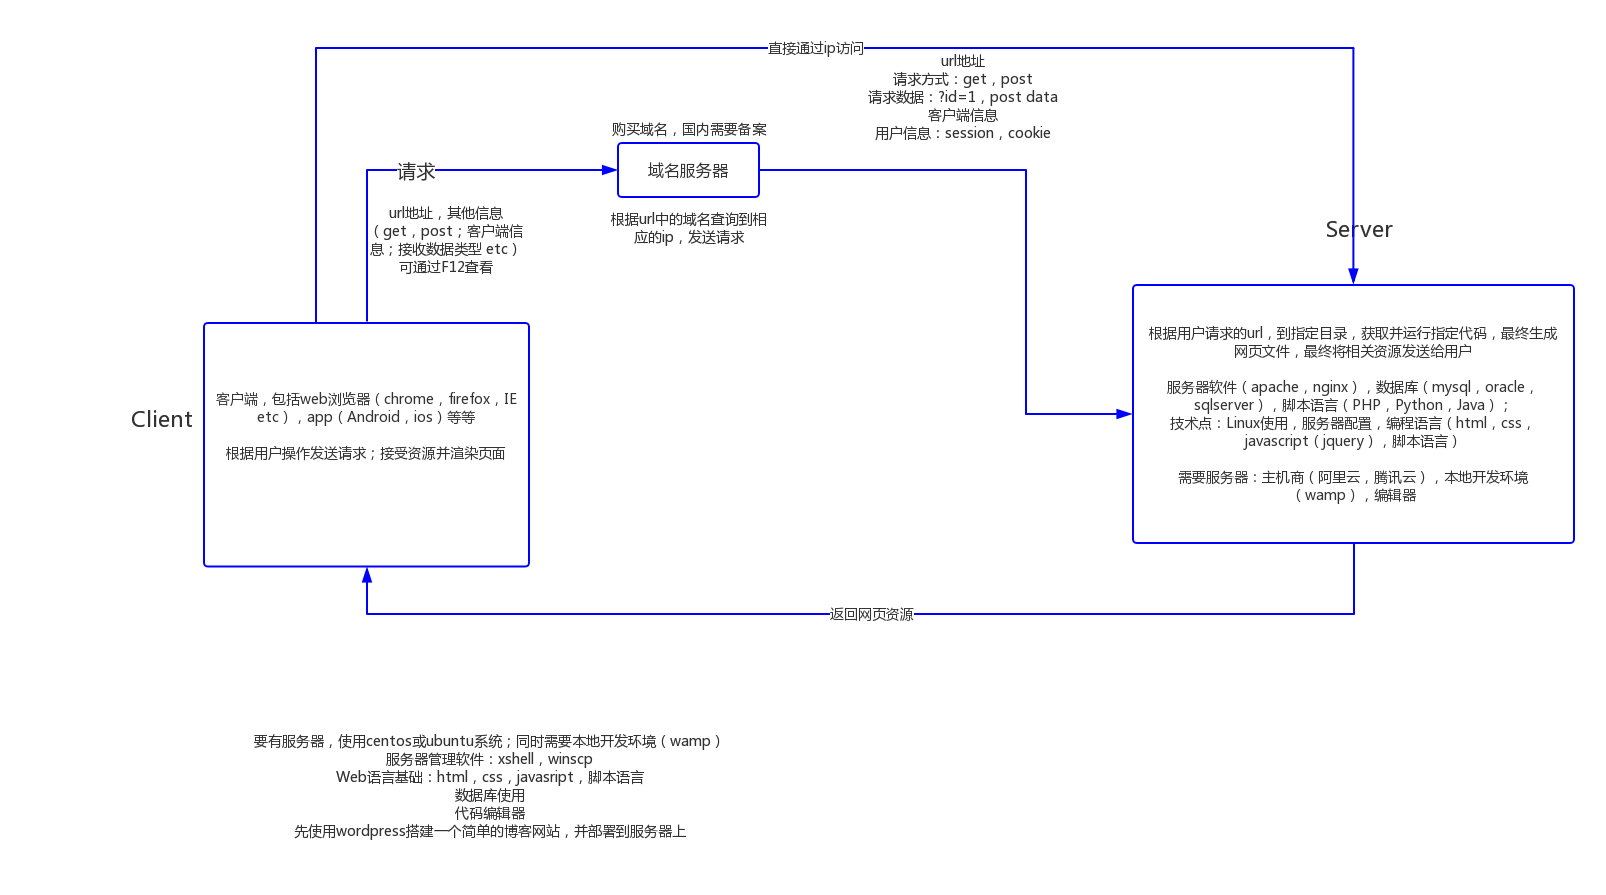 直接通过ip访问
url地址
请求方式：get，post
请求数据：?id=1，post data
客户端信息
用户信息：session，cookie
购买域名，国内需要备案
请求
域名服务器
url地址，其他信息
（get，post；客户端信
息；接收数据类型 etc）
可通过F12查看
根据url中的域名查询到相
应的ip，发送请求
Server
Client
客户端，包括web浏览器（chrome，firefox，IE
etc），app（Android，ios）等等
根据用户操作发送请求；接受资源并渲染页面
根据用户请求的url，到指定目录，获取并运行指定代码，最终生成
网页文件，最终将相关资源发送给用户
服务器软件（apache，nginx），数据库（mysql，oracle，
sqlserver），脚本语言（PHP，Python，Java）；
技术点：Linux使用，服务器配置，编程语言（html，css，
javascript（jquery），脚本语言）
需要服务器：主机商（阿里云，腾讯云），本地开发环境
（wamp），编辑器
返回网页资源
要有服务器，使用centos或ubuntu系统；同时需要本地开发环境（wamp）
服务器管理软件：xshell，winscp
Web语言基础：html，css，javasript，脚本语言
数据库使用
代码编辑器
先使用wordpress搭建一个简单的博客网站，并部署到服务器上